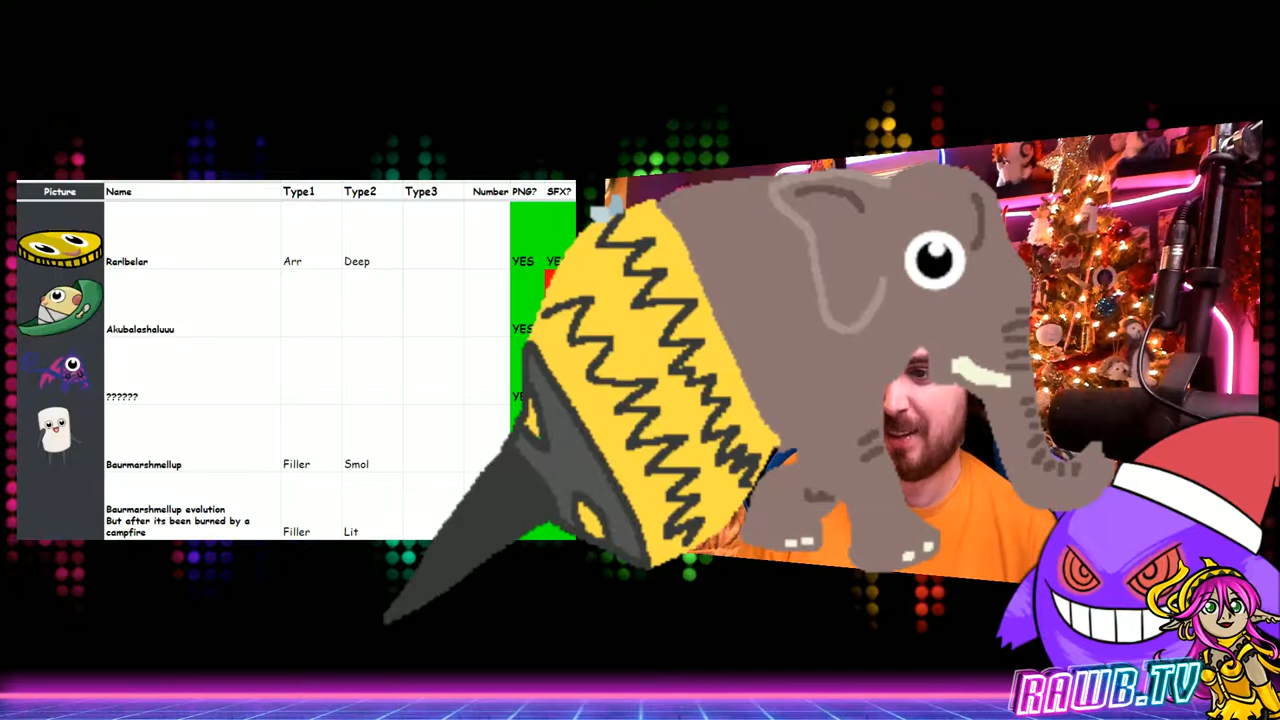 Picture Name Type1 Type2 Type3 Number PNG? SFX?
Rarlbelar Arr Deep YES
Akubalashaluuu
??????
Baurmarshmellup Filler Smol
Baurmarshmellup evolution
But after its been burned by a
campfire Filler Lit
RAWB.TV